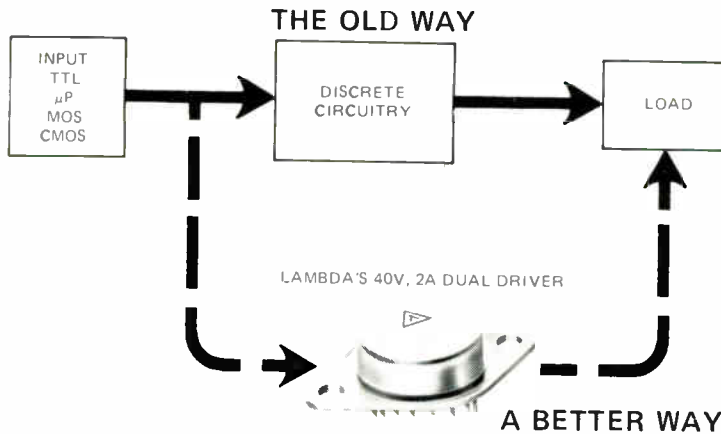 THE OLD WAY
INPUT
TTL
μP
MOS
CMOS
DISCRETE
CIRCUITRY
LOAD
LAMBDA'S 40V, 2A DUAL DRIVER
A BETTER WAY